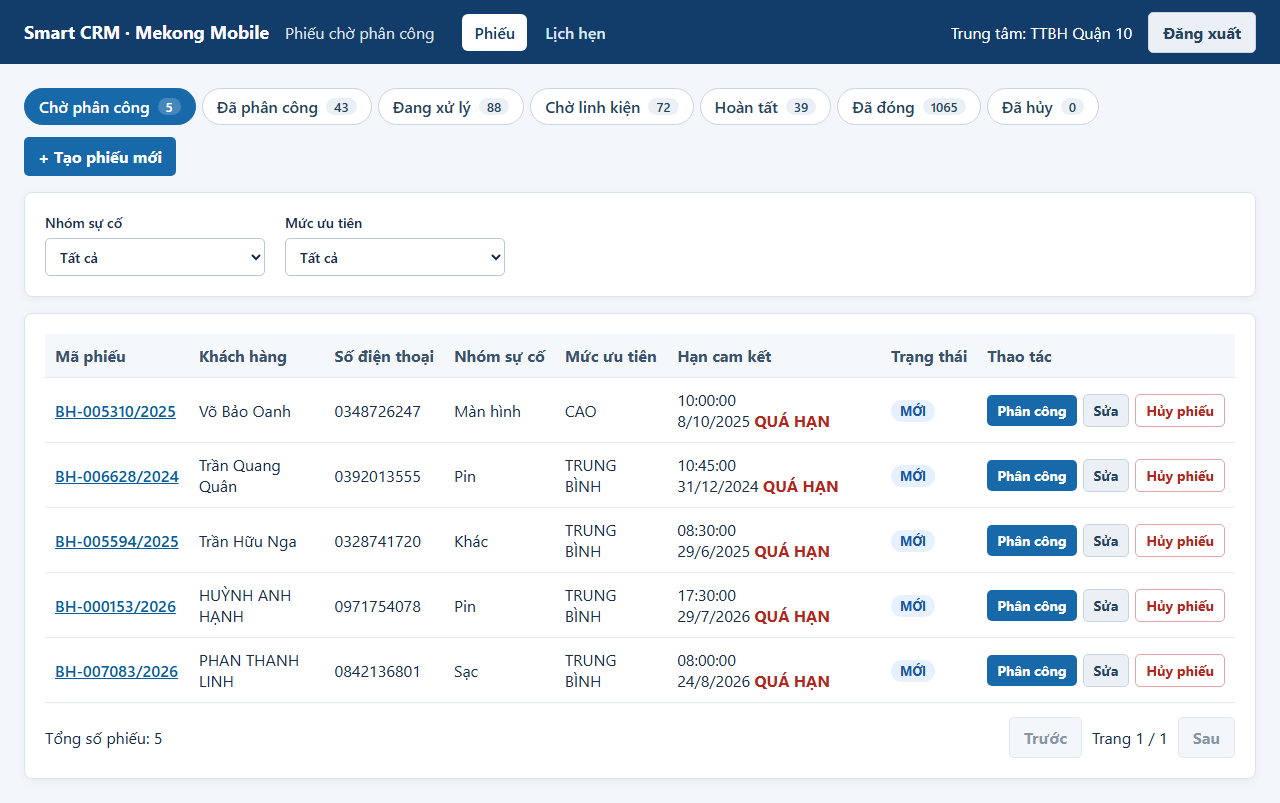 Smart CRM · Mekong Mobile Phiếu chờ phân công Phiếu Lịch hẹn Trung tâm: TTBH Quận 10 Đăng xuất
Chờ phân công 5 Đã phân công 43 Đang xử lý 88 Chờ linh kiện 72 Hoàn tất 39 Đã đóng 1065 Đã hủy 0
+ Tạo phiếu mới
Nhóm sự cố Mức ưu tiên
Tất cả Tất cả
Mã phiếu Khách hàng Số điện thoại Nhóm sự cố Mức ưu tiên Hạn cam kết Trạng thái Thao tác
BH-005310/2025 Võ Bảo Oanh 0348726247 Màn hình CAO 10:00:00
8/10/2025 QUÁ HẠN MỚI Phân công Sửa Hủy phiếu
BH-006628/2024 Trần Quang
Quân 0392013555 Pin TRUNG
BÌNH 10:45:00
31/12/2024 QUÁ HẠN MỚI Phân công Sửa Hủy phiếu
BH-005594/2025 Trần Hữu Nga 0328741720 Khác TRUNG
BÌNH 08:30:00
29/6/2025 QUÁ HẠN MỚI Phân công Sửa Hủy phiếu
BH-000153/2026 HUỲNH ANH
HẠNH 0971754078 Pin TRUNG
BÌNH 17:30:00
29/7/2026 QUÁ HẠN MỚI Phân công Sửa Hủy phiếu
BH-007083/2026 PHAN THANH
LINH 0842136801 Sạc TRUNG
BÌNH 08:00:00
24/8/2026 QUÁ HẠN MỚI Phân công Sửa Hủy phiếu
Tổng số phiếu: 5 Trước Trang 1 / 1 Sau